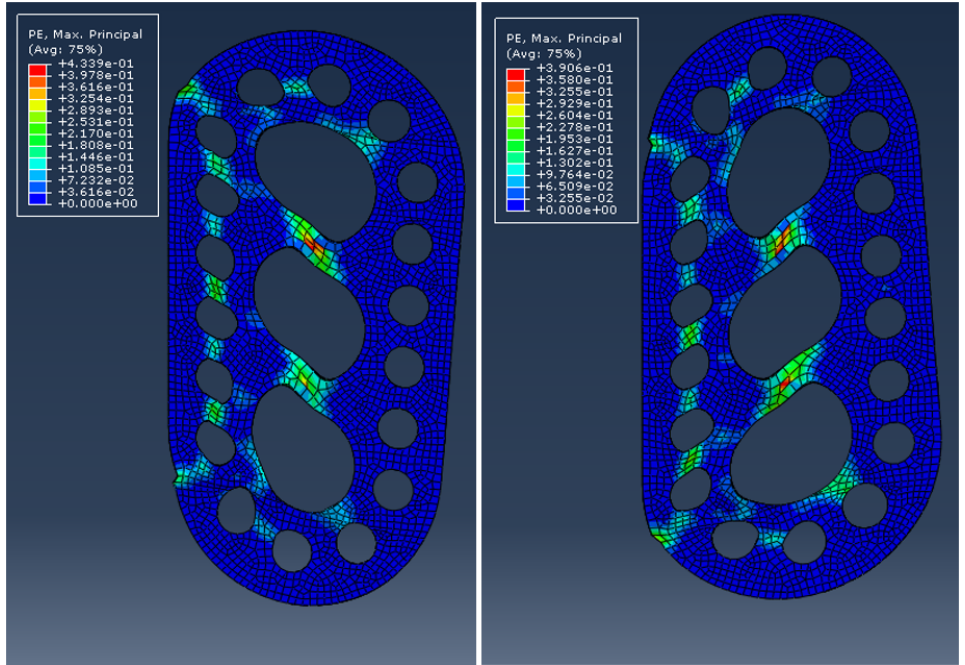 PE, Max. Principal
(Avg: 75%)
+4.339e-01
+3.978e-01
+3.616e-01
+3.254e-01
+2.893e-01
+2.531e-01
+2.170e-01
+1.808e-01
+1.446e-01
+1.085e-01
+7.232e-02
+3.616e-02
+0.000e+00
PE, Max. Principal
(Avg: 75%)
+3.906e-01
+3.580e-01
+3.255e-01
+2.929e-01
+2.604e-01
+2.278e-01
+1.953e-01
+1.627e-01
+1.302e-01
+9.764e-02
+6.509e-02
+3.255e-02
+0.000e+00